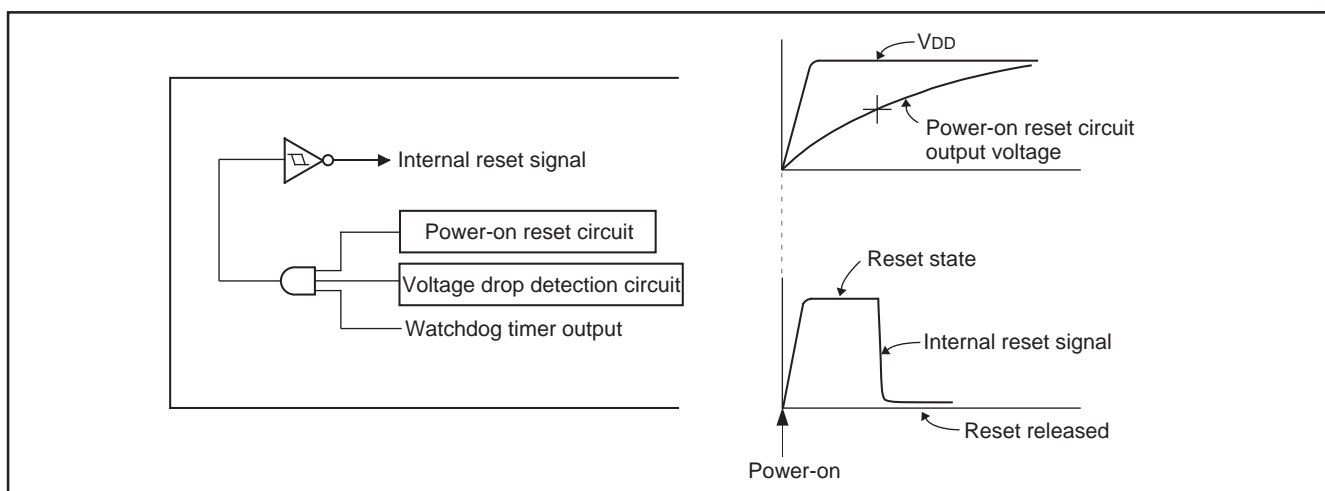 Internal reset signal
Power-on reset circuit
Voltage drop detection circuit
Watchdog timer output
VDD
Power-on reset circuit
output voltage
Reset state
Internal reset signal
Reset released
Power-on